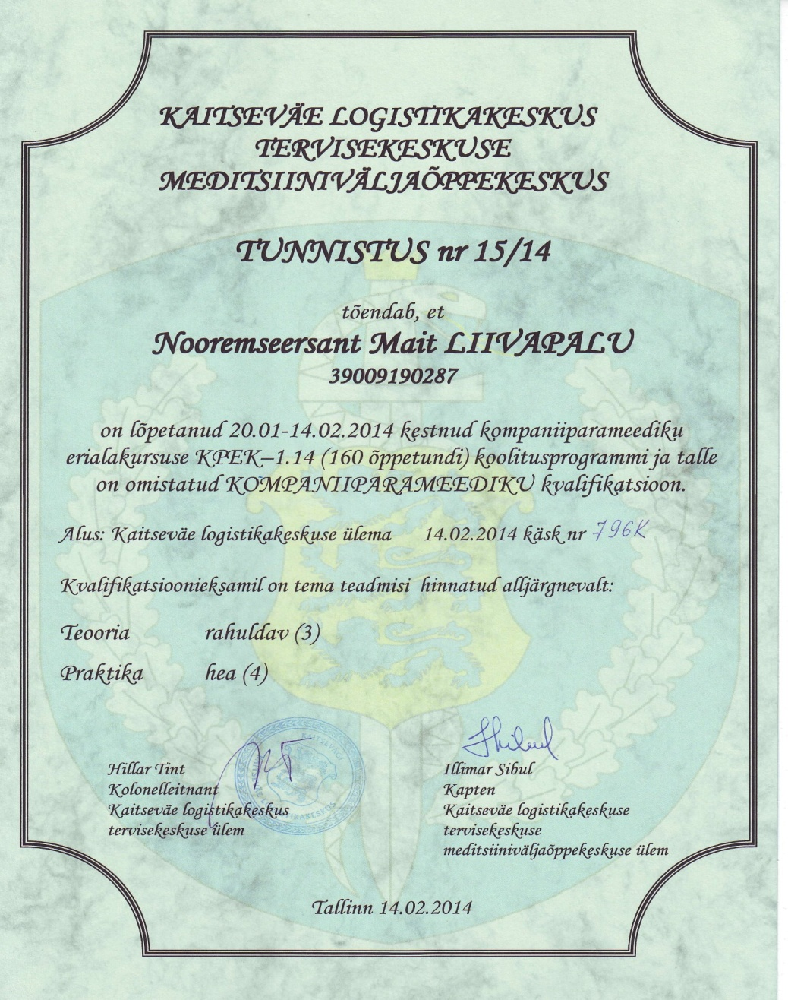 KAITSEVÄE LOGISTIKAKESKUS
TERVISEKESKUSE
MEDITSIINIVÄLJAÕPPEKESKUS
TUNNISTUS nr 15/14
tõendab, et
Nooremseersant Mait LIIVAPALU
39009190287
on lõpetanud 20.01-14.02.2014 kestnud kompaniiparameediku
erialakursuse KPEK–1.14 (160 õppetundi) koolitusprogrammi ja talle
on omistatud KOMPANIIPARAMEEDIKU kvalifikatsioon.
Alus: Kaitseväe logistikakeskuse ülema 14.02.2014 käsk nr 796K
Kvalifikatsioonieksamil on tema teadmisi hinnatud alljärgnevalt:
Teooria rahuldav (3)
Praktika hea (4)
Hillar Tint
Kolonelleitnant
Kaitseväe logistikakeskus
tervisekeskuse ülem
Illimar Sibul
Kapten
Kaitseväe logistikakeskuse
tervisekeskuse
meditsiiniväljaõppekeskuse ülem
Tallinn 14.02.2014